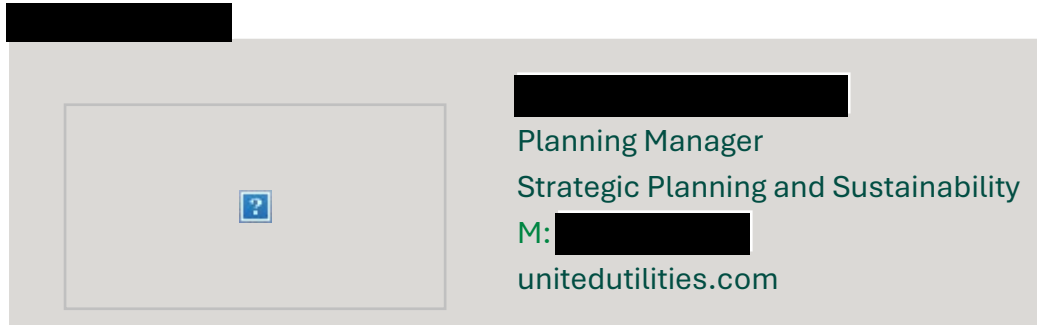 Planning Manager
Strategic Planning and Sustainability
M:
unitedutilities.com